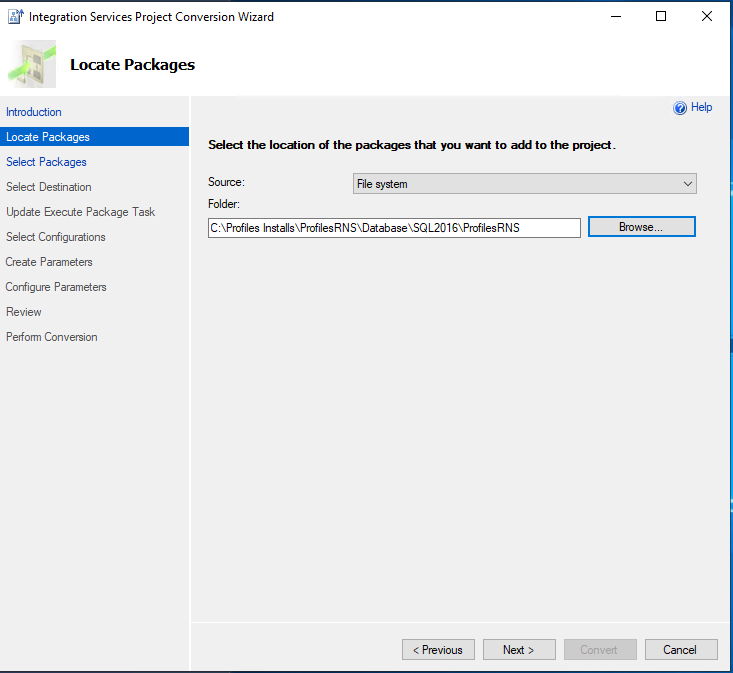 Integration Services Project Conversion Wizard
Locate Packages
Introduction
Locate Packages
Select Packages
Select Destination
Update Execute Package Task
Select Configurations
Create Parameters
Configure Parameters
Review
Perform Conversion
Help
Select the location of the packages that you want to add to the project.
Source: File system
Folder:
C:\Profiles Installs\ProfilesRNS\Database\SQL2016\ProfilesRNS Browse...
< Previous Next > Convert Cancel